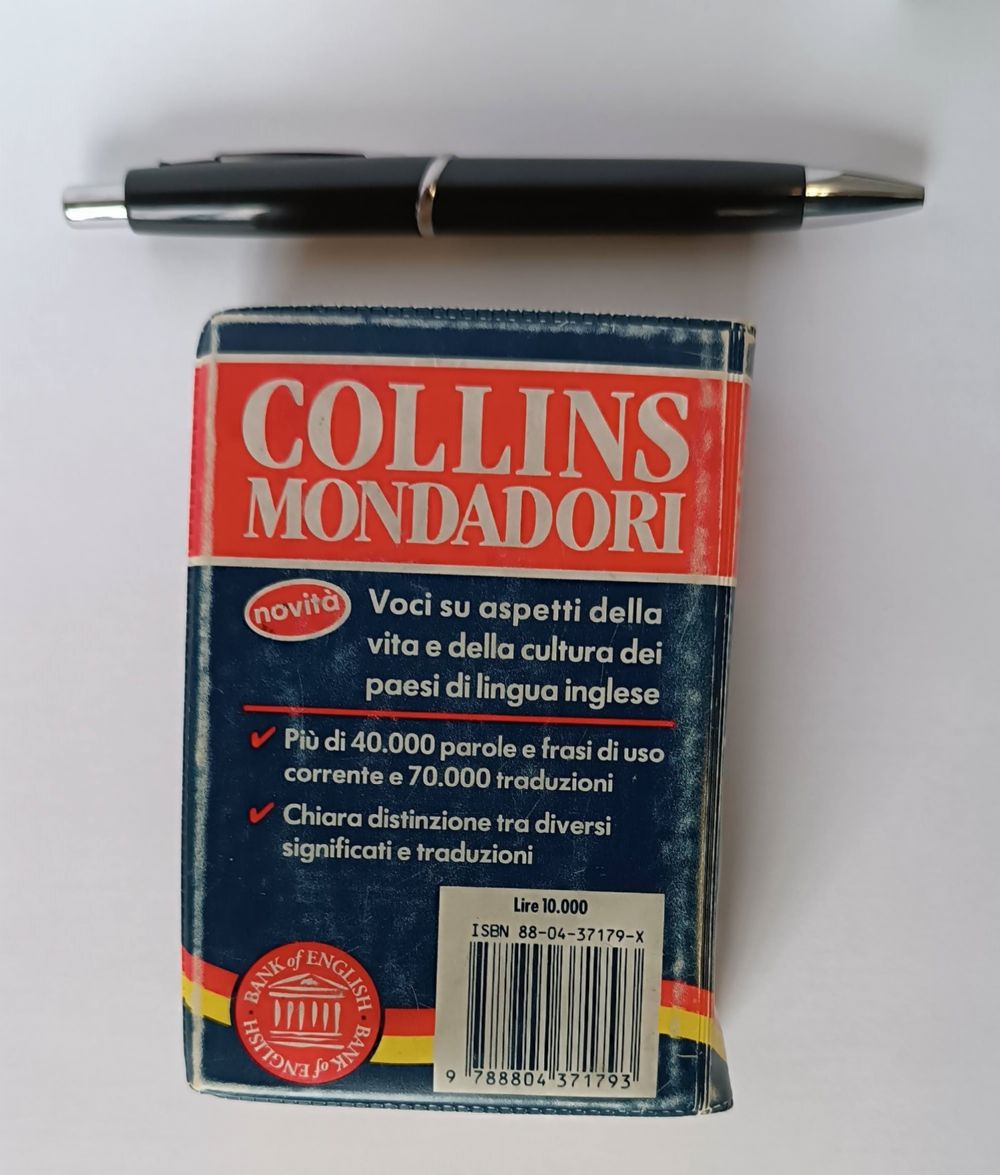 COLLINS
MONDADORI
novità
Voci su aspetti della
vita e della cultura dei
paesi di lingua inglese
Più di 40.000 parole e frasi di uso
corrente e 70.000 traduzioni
Chiara distinzione tra diversi
significati e traduzioni
Lire 10.000
ISBN 88-04-37179-X
9 788804 371793
BANK of ENGLISH · BANK of ENGLISH ·